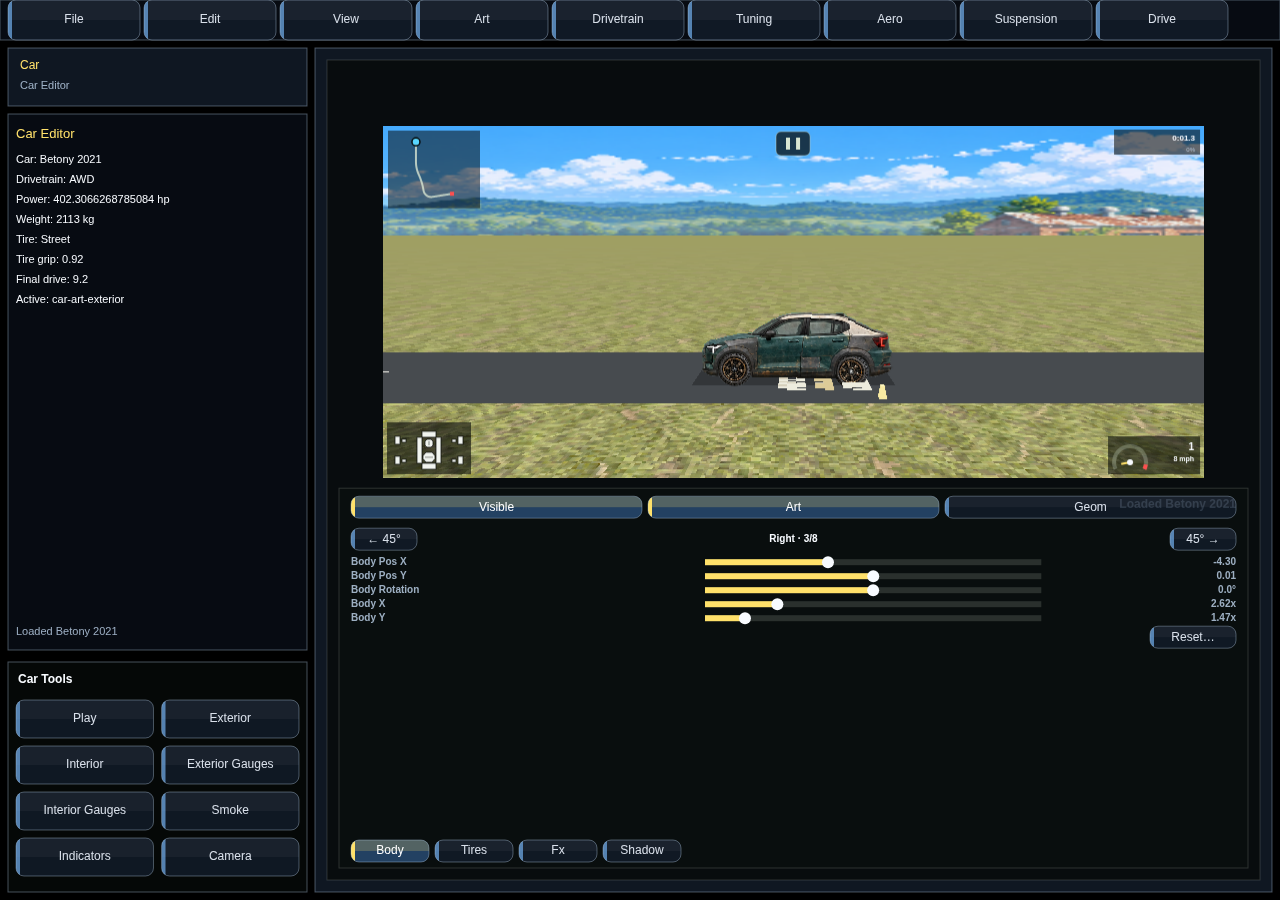 File Edit View Art Drivetrain Tuning Aero Suspension Drive
Car
Car Editor
Car Editor
Car: Betony 2021
Drivetrain: AWD
Power: 402.3066268785084 hp
Weight: 2113 kg
Tire: Street
Tire grip: 0.92
Final drive: 9.2
Active: car-art-exterior
Loaded Betony 2021
Car Tools
Play Exterior
Interior Exterior Gauges
Interior Gauges Smoke
Indicators Camera
0:01.3
0%
1
8 mph
Visible Art Geom Loaded Betony 2021
← 45° Right · 3/8 45° →
Body Pos X -4.30
Body Pos Y 0.01
Body Rotation 0.0°
Body X 2.62x
Body Y 1.47x
Reset…
Body Tires Fx Shadow